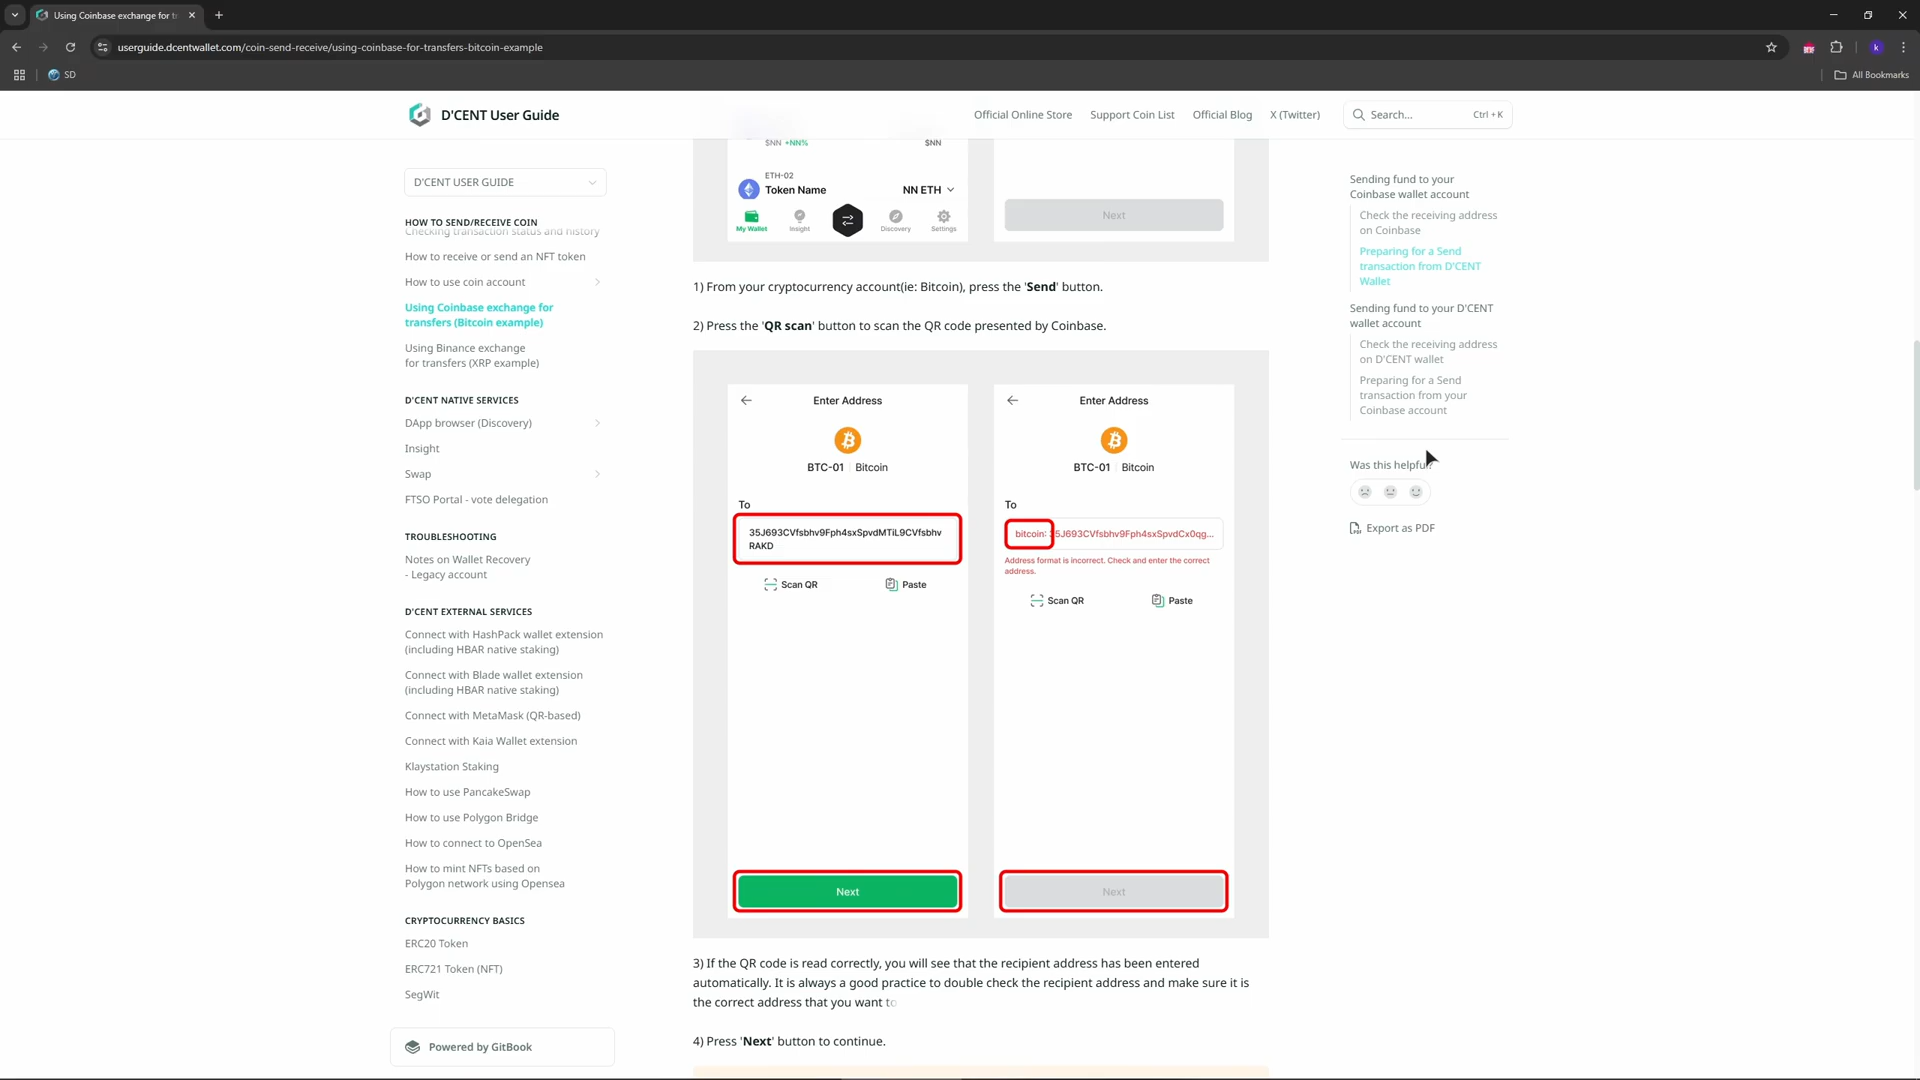 Using Coinbase exchange for tr
userguide.dcentwallet.com/coin-send-receive/using-coinbase-for-transfers-bitcoin-example
k
SD
All Bookmarks
D'CENT User Guide
Official Online Store
Support Coin List
Official Blog
X (Twitter)
Search...
Ctrl +K
D'CENT USER GUIDE
HOW TO SEND/RECEIVE COIN
Checking transaction status and history
How to receive or send an NFT token
How to use coin account
Using Coinbase exchange for
transfers (Bitcoin example)
Using Binance exchange
for transfers (XRP example)
D'CENT NATIVE SERVICES
DApp browser (Discovery)
Insight
Swap
FTSO Portal - vote delegation
TROUBLESHOOTING
Notes on Wallet Recovery
- Legacy account
D'CENT EXTERNAL SERVICES
Connect with HashPack wallet extension
(including HBAR native staking)
Connect with Blade wallet extension
(including HBAR native staking)
Connect with MetaMask (QR-based)
Connect with Kaia Wallet extension
Klaystation Staking
How to use PancakeSwap
How to use Polygon Bridge
How to connect to OpenSea
How to mint NFTs based on
Polygon network using Opensea
CRYPTOCURRENCY BASICS
ERC20 Token
ERC721 Token (NFT)
SegWit
Powered by GitBook
$NN +NN%
$NN
ETH-02
Token Name
NN ETH
My Wallet
Insight
Discovery
Settings
Next
1) From your cryptocurrency account(ie: Bitcoin), press the 'Send' button.
2) Press the 'QR scan' button to scan the QR code presented by Coinbase.
Enter Address
BTC-01 | Bitcoin
To
35J693CVfsbhv9Fph4sxSpvdMTiL9CVfsbhv
RAKD
Scan QR
Paste
Next
Enter Address
BTC-01 | Bitcoin
To
bitcoin: 35J693CVfsbhv9Fph4sxSpvdCx0qg...
Address format is incorrect. Check and enter the correct
address.
Scan QR
Paste
Next
3) If the QR code is read correctly, you will see that the recipient address has been entered
automatically. It is always a good practice to double check the recipient address and make sure it is
the correct address that you want to
4) Press 'Next' button to continue.
Sending fund to your
Coinbase wallet account
Check the receiving address
on Coinbase
Preparing for a Send
transaction from D'CENT
Wallet
Sending fund to your D'CENT
wallet account
Check the receiving address
on D'CENT wallet
Preparing for a Send
transaction from your
Coinbase account
Was this helpful?
Export as PDF